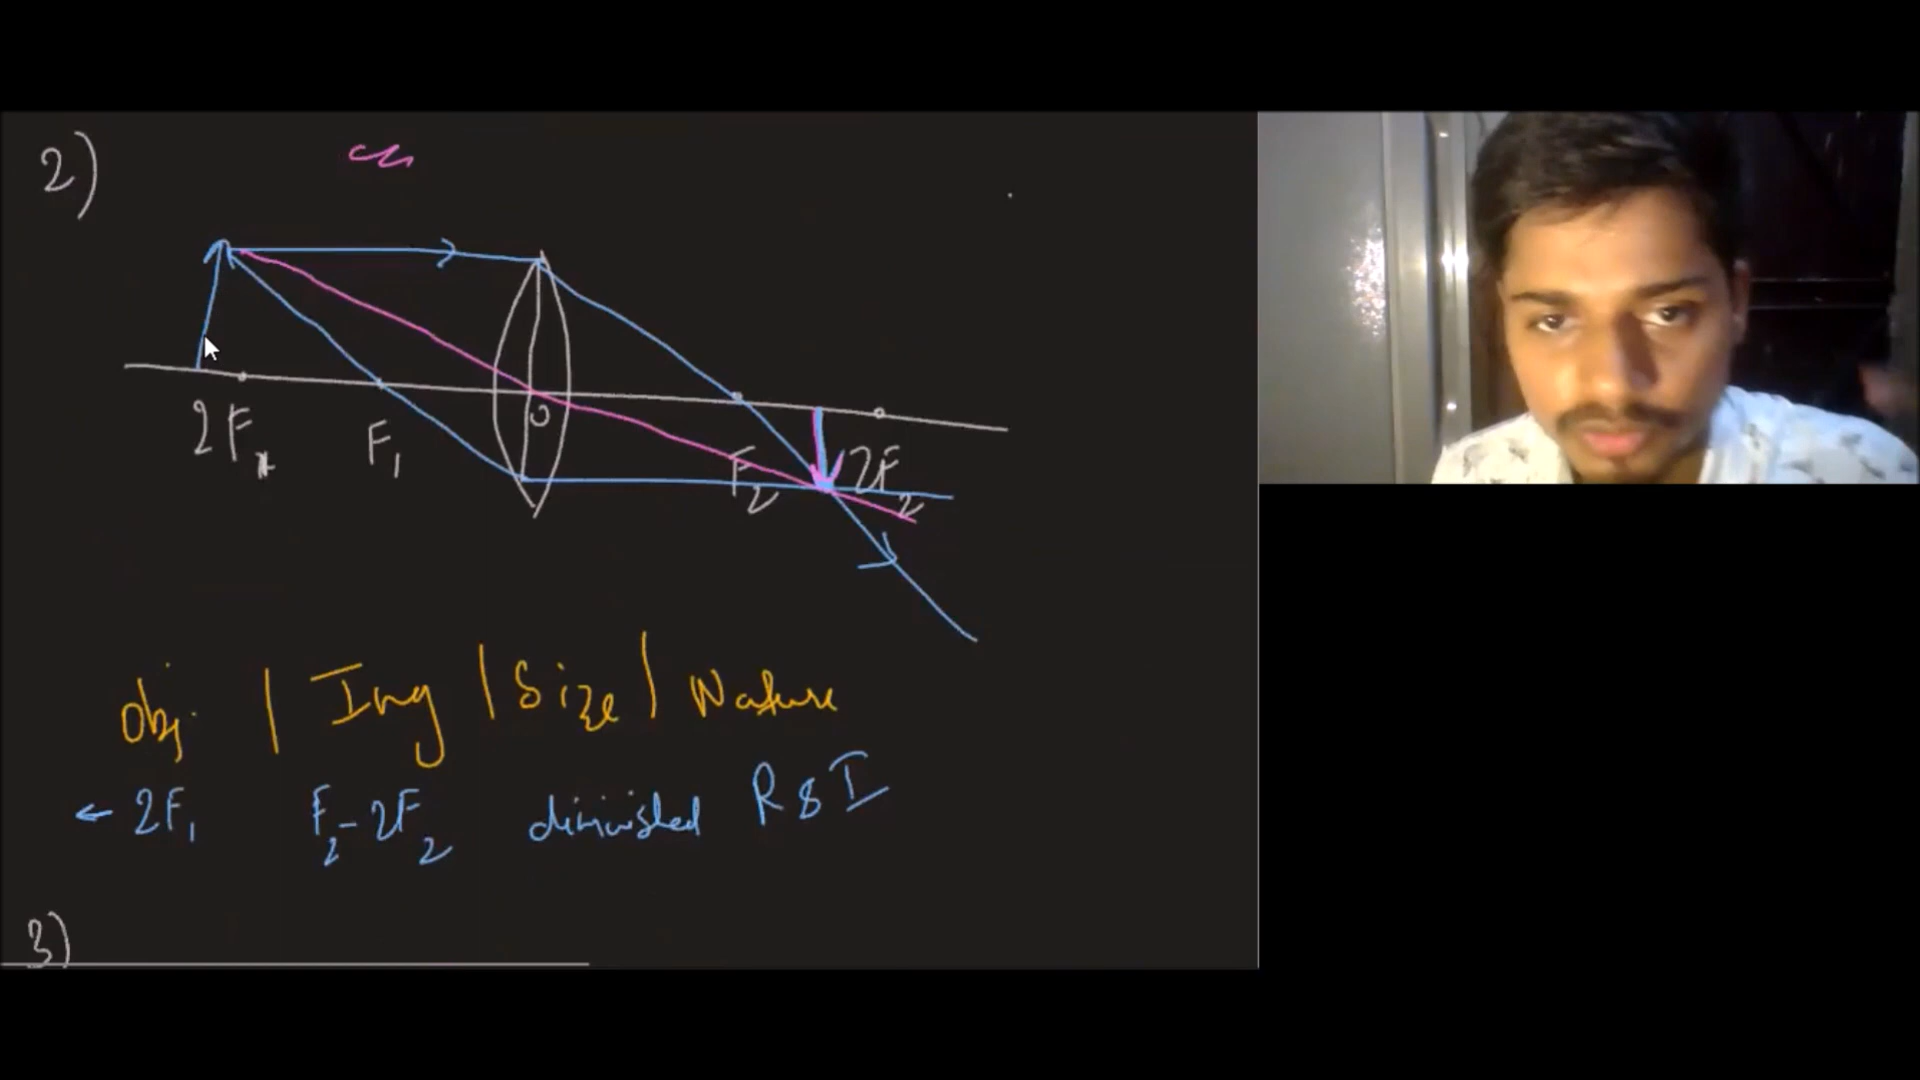 2)
2F₁ F₁ O F₂ 2F₂
Obj | Img | Size | Nature
← 2F₁ F₂-2F₂ diminished R & I
3)